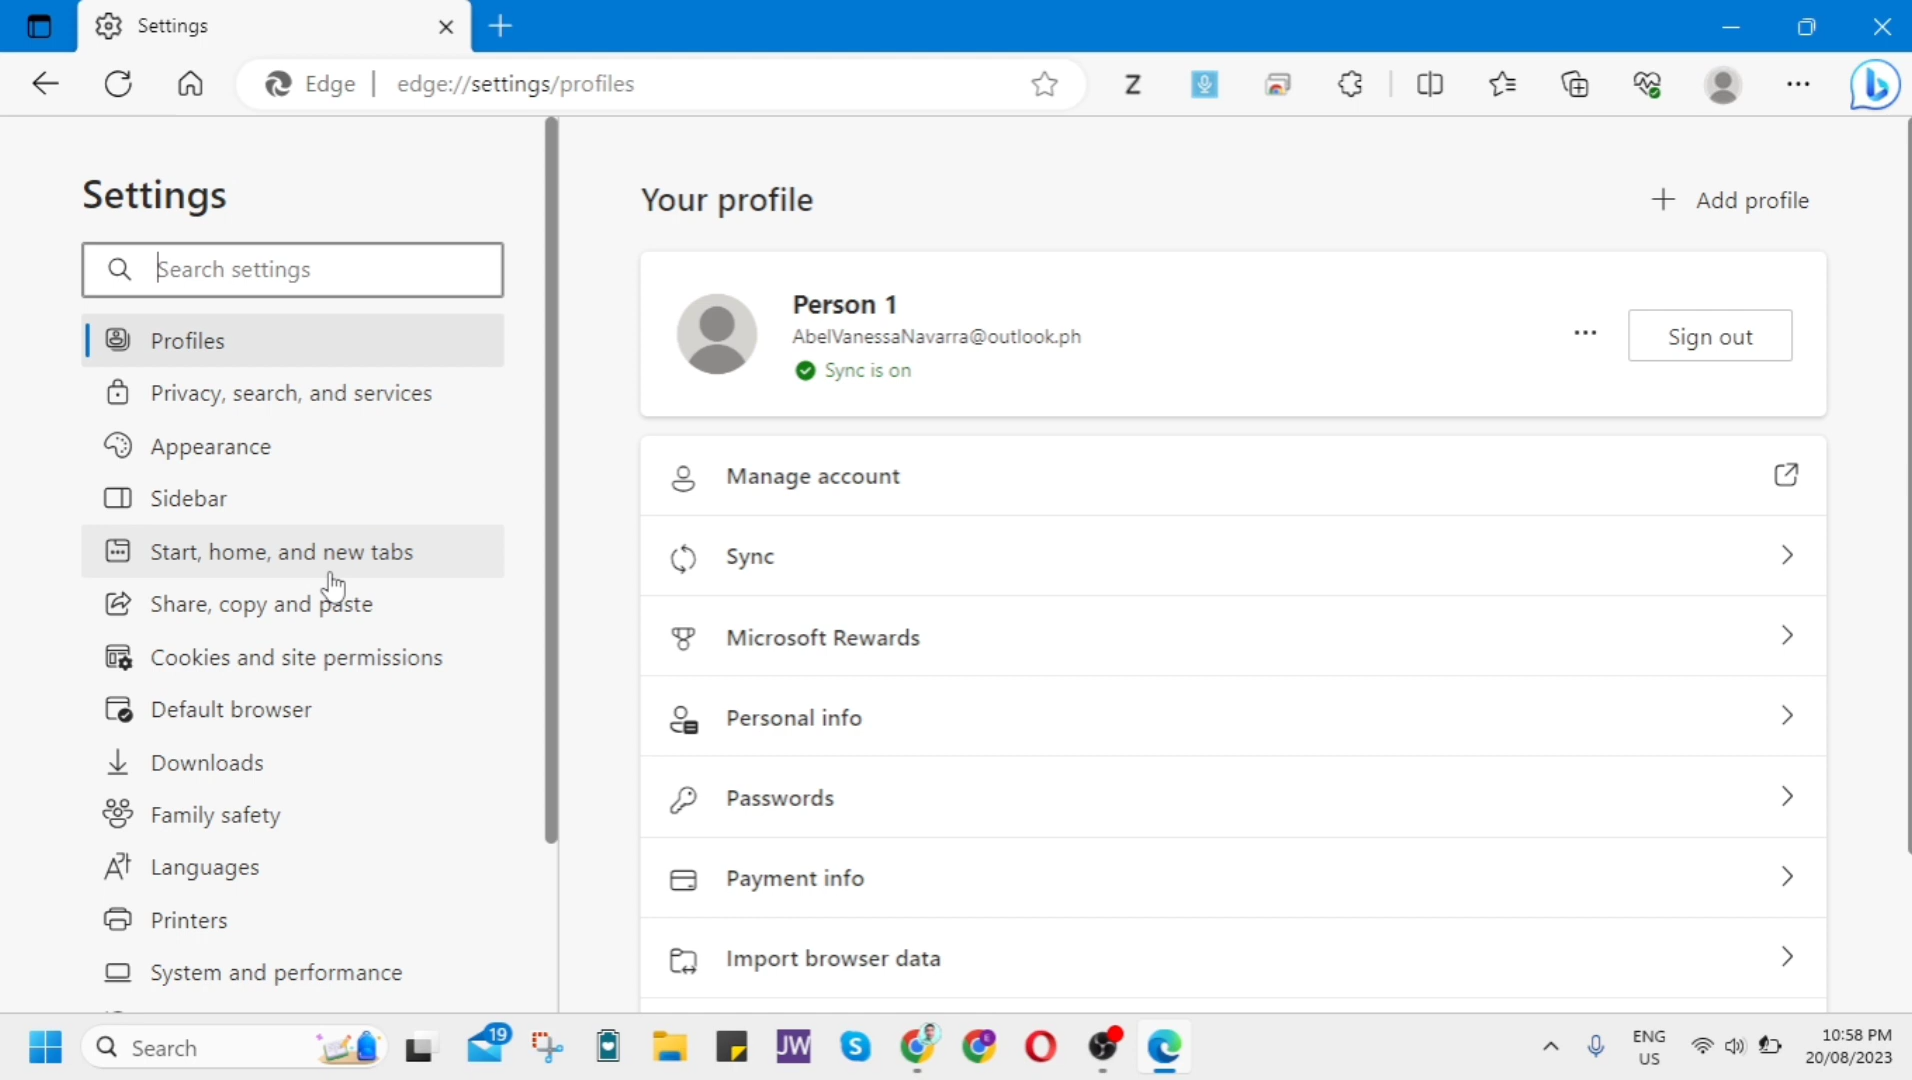 Settings
Edge
edge://settings/profiles
Settings
Search settings
Profiles
Privacy, search, and services
Appearance
Sidebar
Start, home, and new tabs
Share, copy and paste
Cookies and site permissions
Default browser
Downloads
Family safety
Languages
Printers
System and performance
Your profile
Add profile
Person 1
AbelVanessaNavarra@outlook.ph
Sync is on
Sign out
Manage account
Sync
Microsoft Rewards
Personal info
Passwords
Payment info
Import browser data
Search
19
JW
ENG
US
10:58 PM
20/08/2023